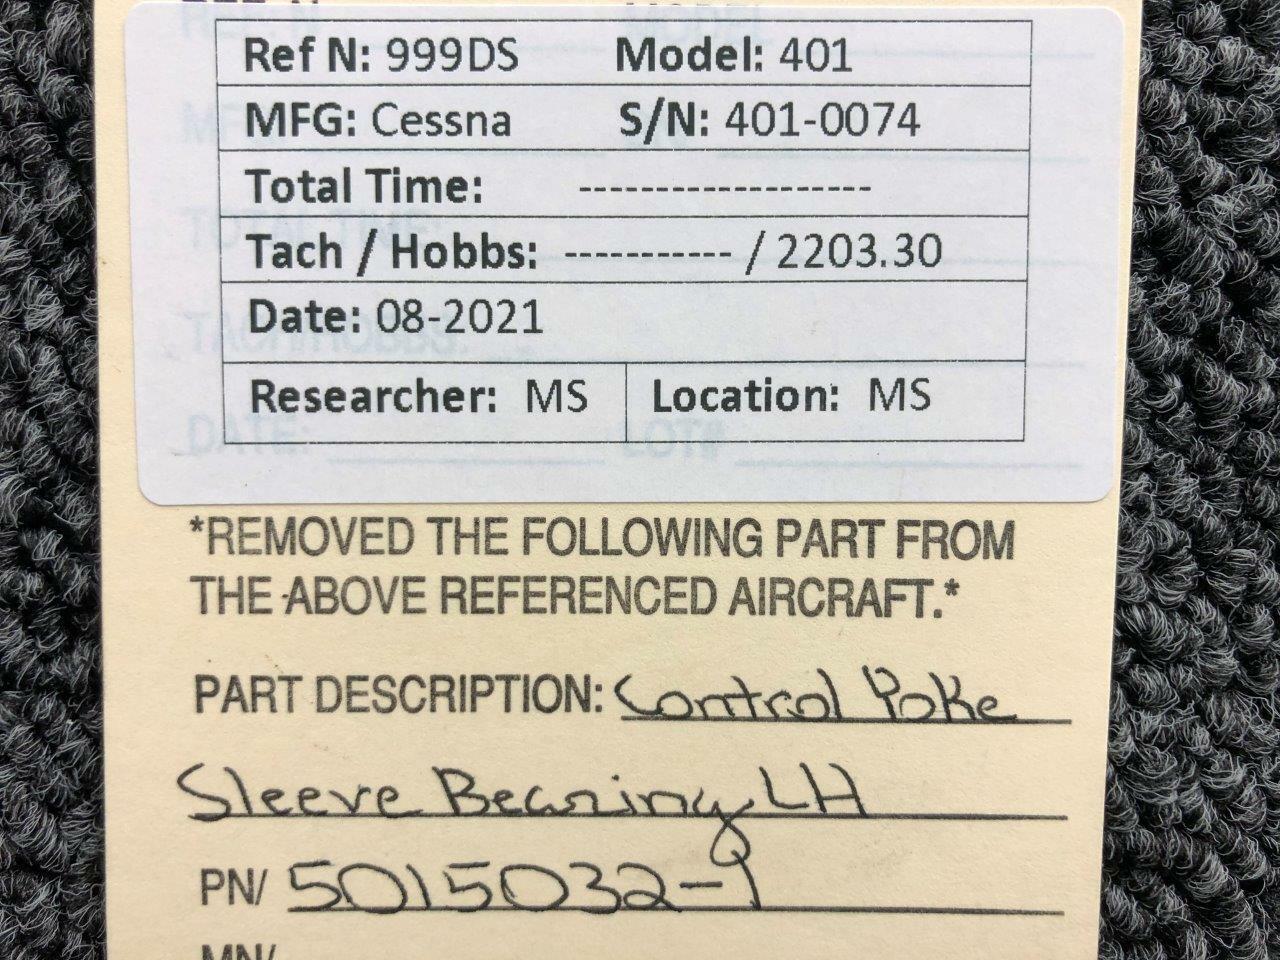 Ref N: 999DS Model: 401
MFG: Cessna S/N: 401-0074
Total Time: -------------------
Tach / Hobbs: ----------- / 2203.30
Date: 08-2021
Researcher: MS Location: MS
*REMOVED THE FOLLOWING PART FROM
THE ABOVE REFERENCED AIRCRAFT.*
PART DESCRIPTION: Control Yoke
Sleeve Bearing LH
PN/ 5015032-1
MN/